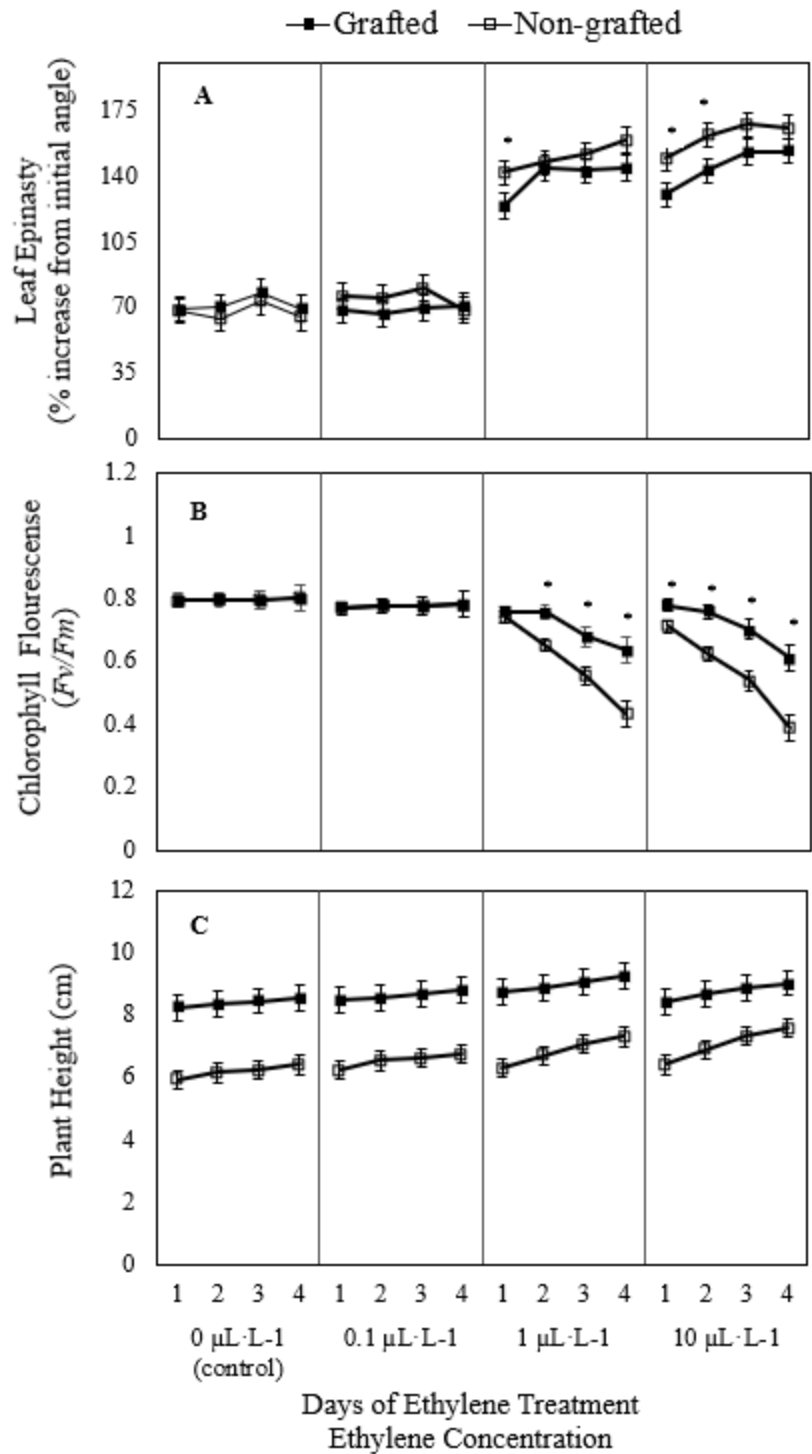 Grafted Non-grafted
A
Leaf Epinasty
(% increase from initial angle)
175
140
105
70
35
0
B
Chlorophyll Flourescense
(Fv/Fm)
1.2
1
0.8
0.6
0.4
0.2
0
C
Plant Height (cm)
12
10
8
6
4
2
0
1 2 3 4 1 2 3 4 1 2 3 4 1 2 3 4
0 µL·L-1 0.1 µL·L-1 1 µL·L-1 10 µL·L-1
(control)
Days of Ethylene Treatment
Ethylene Concentration